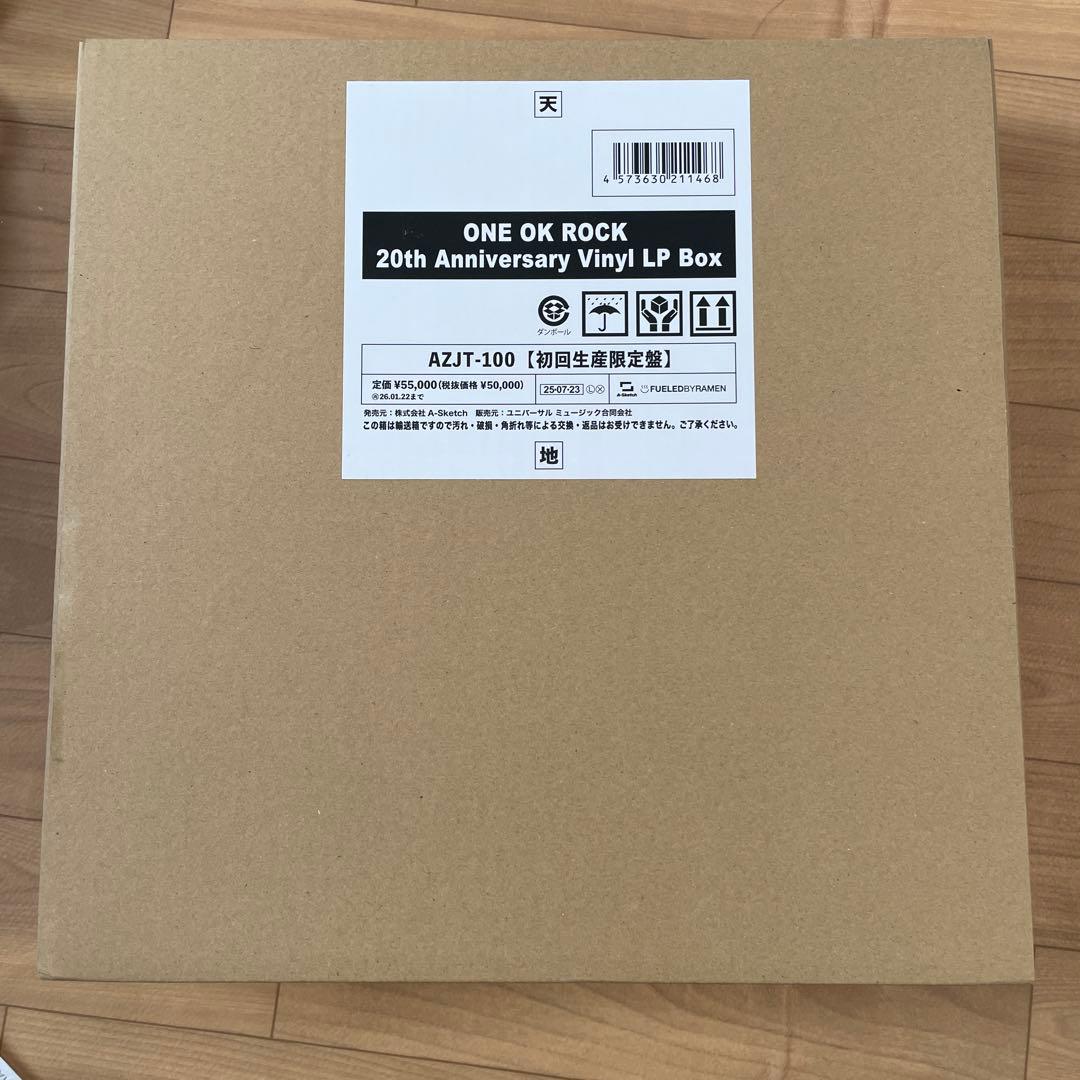 天
4 573630 211468
ONE OK ROCK
20th Anniversary Vinyl LP Box
ダンボール
AZJT-100【初回生産限定盤】
定価 ¥55,000(税抜価格 ¥50,000)
㊢26.01.22まで
25-07-23 Ⓛ
A-Sketch
FUELEDBYRAMEN
発売元:株式会社 A-Sketch 販売元:ユニバーサル ミュージック合同会社
この箱は輸送箱ですので汚れ・破損・角折れ等による交換・返品はお受けできません。ご了承ください。
地